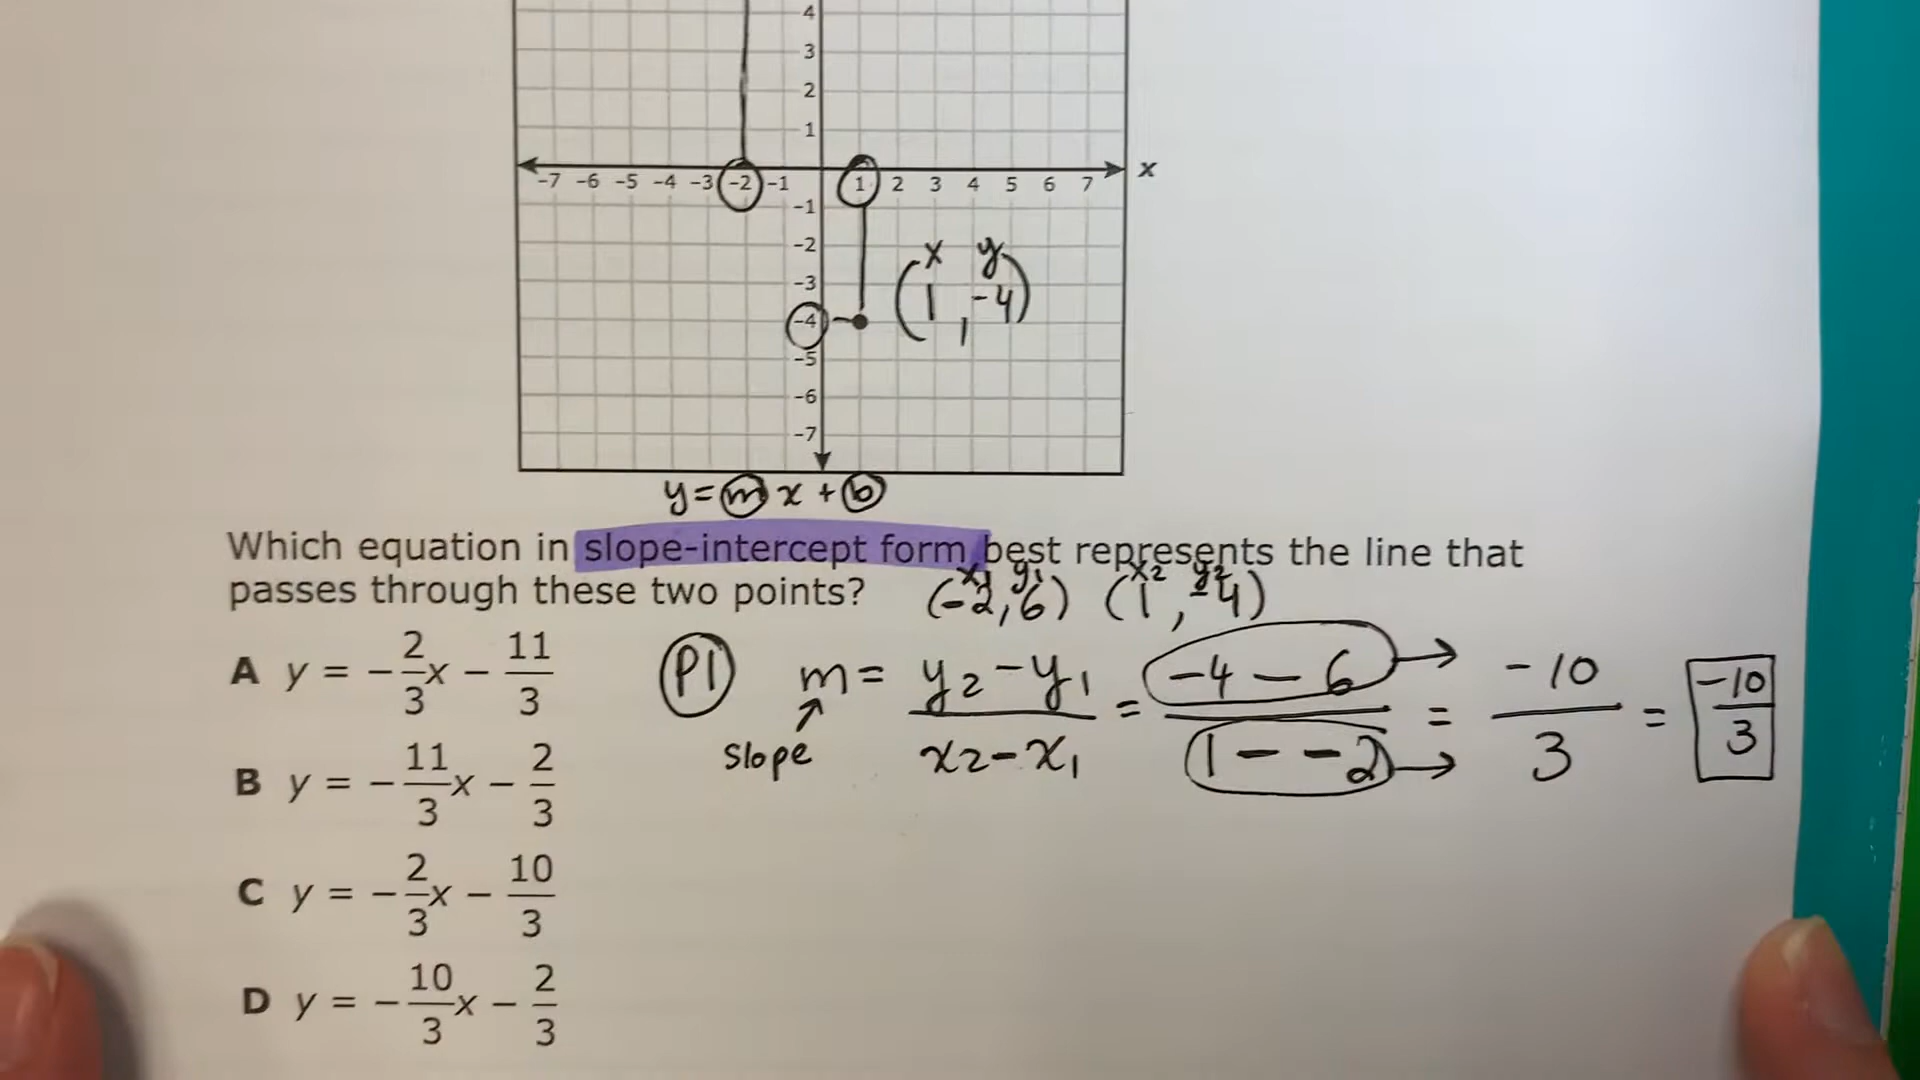 4
3
2
1
x
-7 -6 -5 -4 -3 -2 -1 1 2 3 4 5 6 7
-1
-2
x y
-3
(1, -4)
-4
-5
-6
-7
y = m x + b
Which equation in slope-intercept form best represents the line that
passes through these two points?
x1 y1 x2 y2
(-2, 6) (1, -4)
A y = -2/3x - 11/3
P1 m = y2 - y1 / x2 - x1 = -4 - 6 / 1 - -2 = -10 / 3 = -10/3
slope
B y = -11/3x - 2/3
C y = -2/3x - 10/3
D y = -10/3x - 2/3